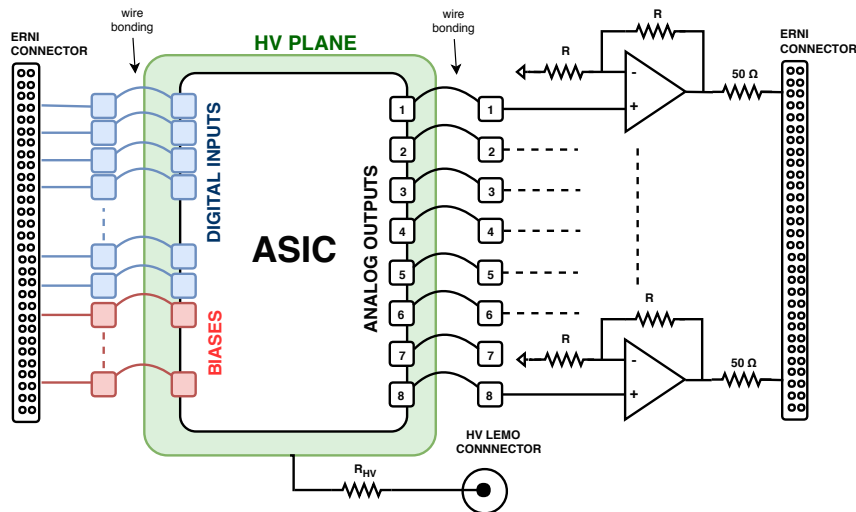 ERNI
CONNECTOR
wire
bonding
HV PLANE
wire
bonding
R
R
-
+
50 Ω
ERNI
CONNECTOR
DIGITAL INPUTS
BIASES
ASIC
ANALOG OUTPUTS
1
2
3
4
5
6
7
8
1
2
3
4
5
6
7
8
R
R
-
+
50 Ω
HV LEMO
CONNNECTOR
RHV